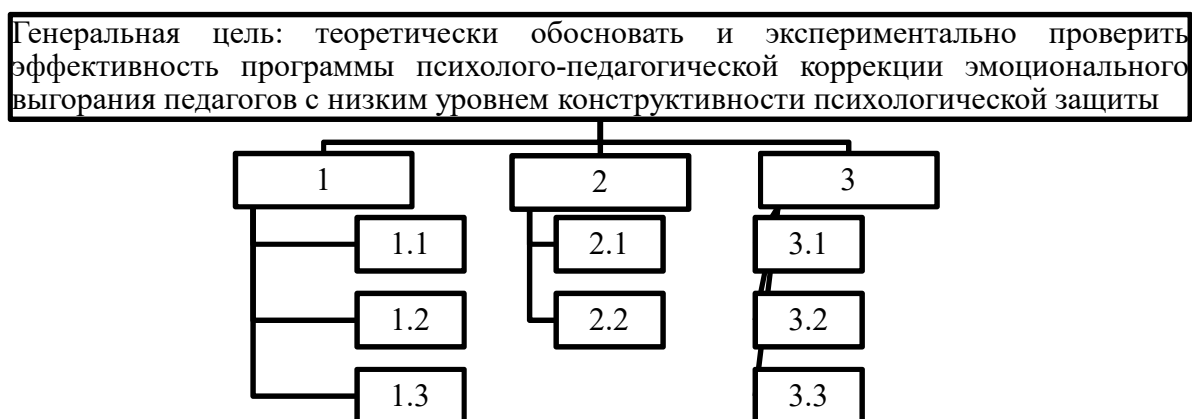 Генеральная цель: теоретически обосновать и экспериментально проверить
эффективность программы психолого-педагогической коррекции эмоционального
выгорания педагогов с низким уровнем конструктивности психологической защиты
1 2 3
1.1 2.1 3.1
1.2 2.2 3.2
1.3 3.3